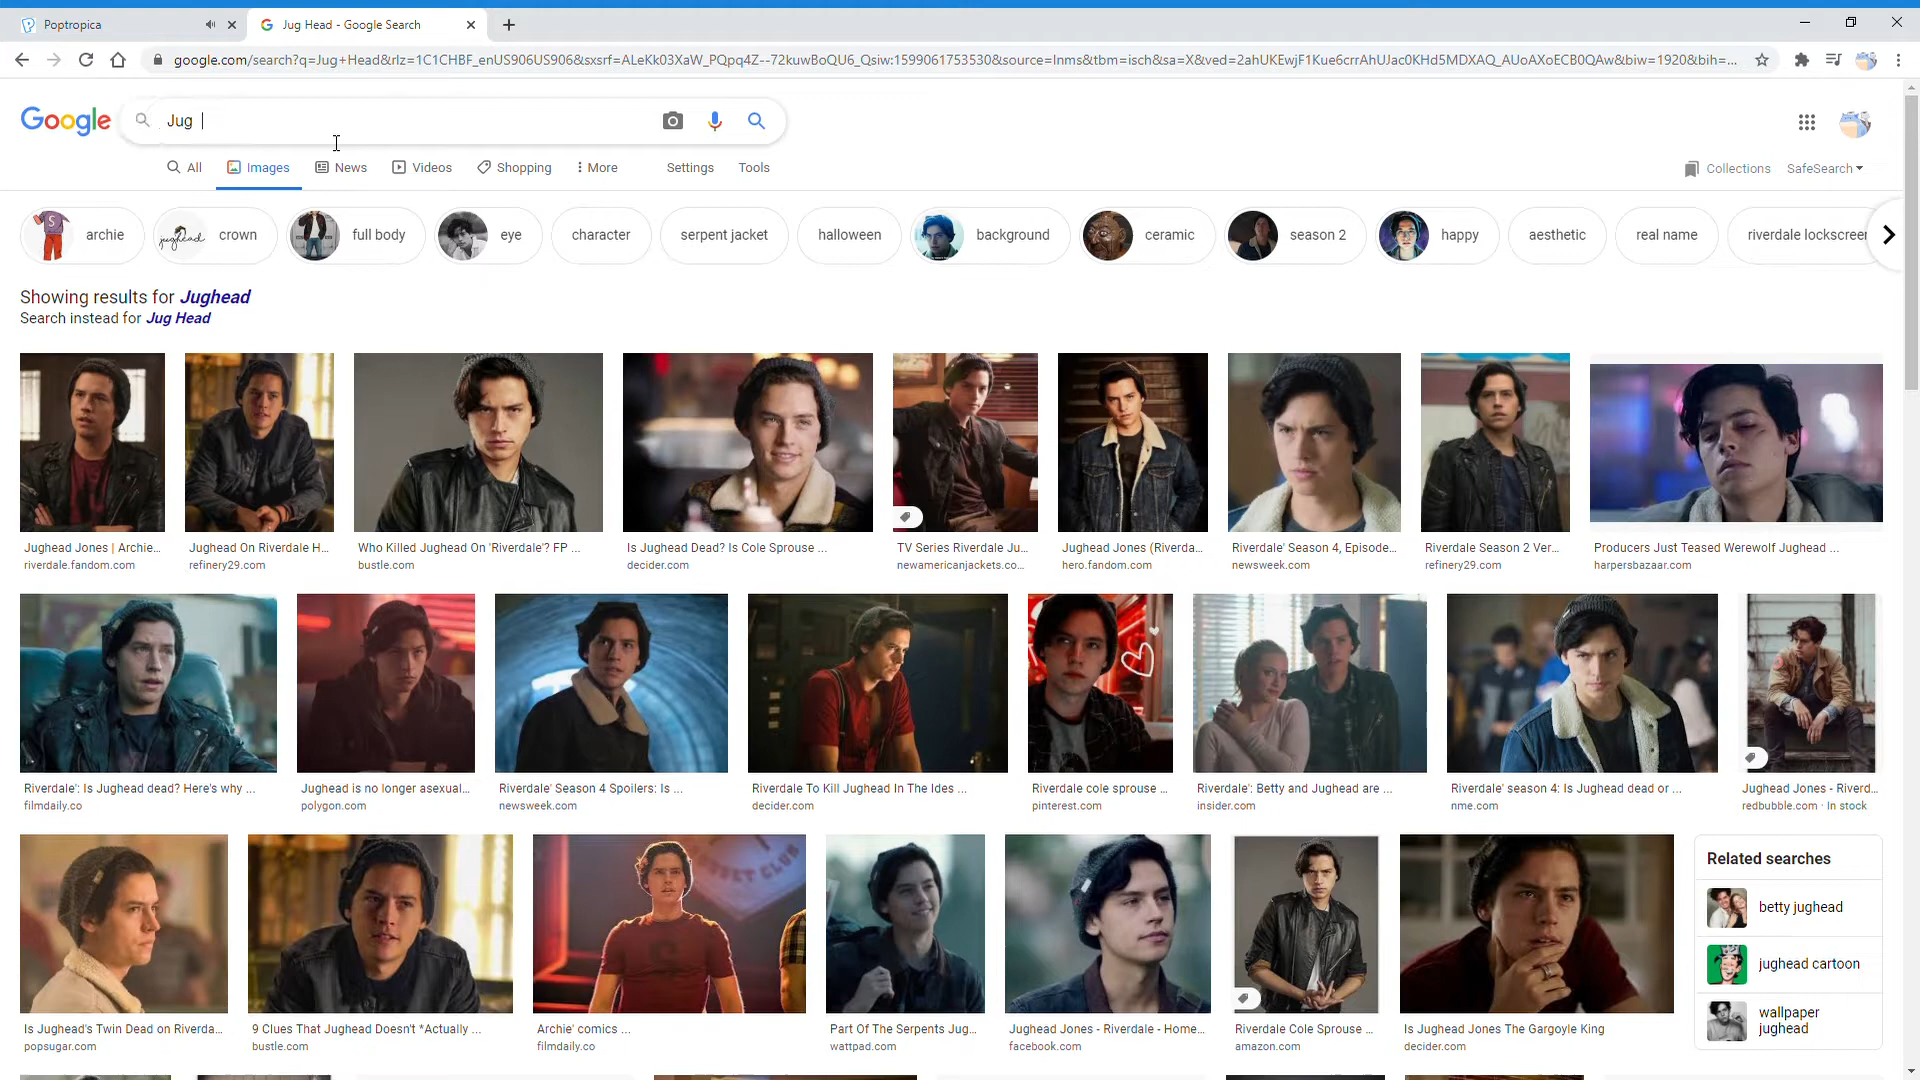 Poptropica
Jug Head - Google Search
google.com/search?q=Jug+Head&rlz=1C1CHBF_enUS906US906&sxsrf=ALeKk03XaW_PQpq4Z--72kuwBoQU6_Qsiw:1599061753530&source=lnms&tbm=isch&sa=X&ved=2ahUKEwjF1Kue6crrAhUJac0KHd5MDXAQ_AUoAXoECB0QAw&biw=1920&bih=...
Google
Jug
All Images News Videos Shopping More Settings Tools
Collections SafeSearch
archie crown full body eye character serpent jacket halloween background ceramic season 2 happy aesthetic real name riverdale lockscreen
Showing results for Jughead
Search instead for Jug Head
Jughead Jones | Archie...
riverdale.fandom.com
Jughead On Riverdale H...
refinery29.com
Who Killed Jughead On 'Riverdale'? FP ...
bustle.com
Is Jughead Dead? Is Cole Sprouse ...
decider.com
TV Series Riverdale Ju...
newamericanjackets.co...
Jughead Jones (Riverda...
hero.fandom.com
Riverdale' Season 4, Episode...
newsweek.com
Riverdale Season 2 Ver...
refinery29.com
Producers Just Teased Werewolf Jughead ...
harpersbazaar.com
Riverdale': Is Jughead dead? Here's why ...
filmdaily.co
Jughead is no longer asexual...
polygon.com
Riverdale' Season 4 Spoilers: Is ...
newsweek.com
Riverdale To Kill Jughead In The Ides ...
decider.com
Riverdale cole sprouse ...
pinterest.com
Riverdale': Betty and Jughead are ...
insider.com
Riverdale' season 4: Is Jughead dead or ...
nme.com
Jughead Jones - Riverd...
redbubble.com · In stock
Is Jughead's Twin Dead on Riverda...
popsugar.com
9 Clues That Jughead Doesn't *Actually ...
bustle.com
Archie' comics ...
filmdaily.co
Part Of The Serpents Jug...
wattpad.com
Jughead Jones - Riverdale - Home...
facebook.com
Riverdale Cole Sprouse ...
amazon.com
Is Jughead Jones The Gargoyle King
decider.com
Related searches
betty jughead
jughead cartoon
wallpaper
jughead